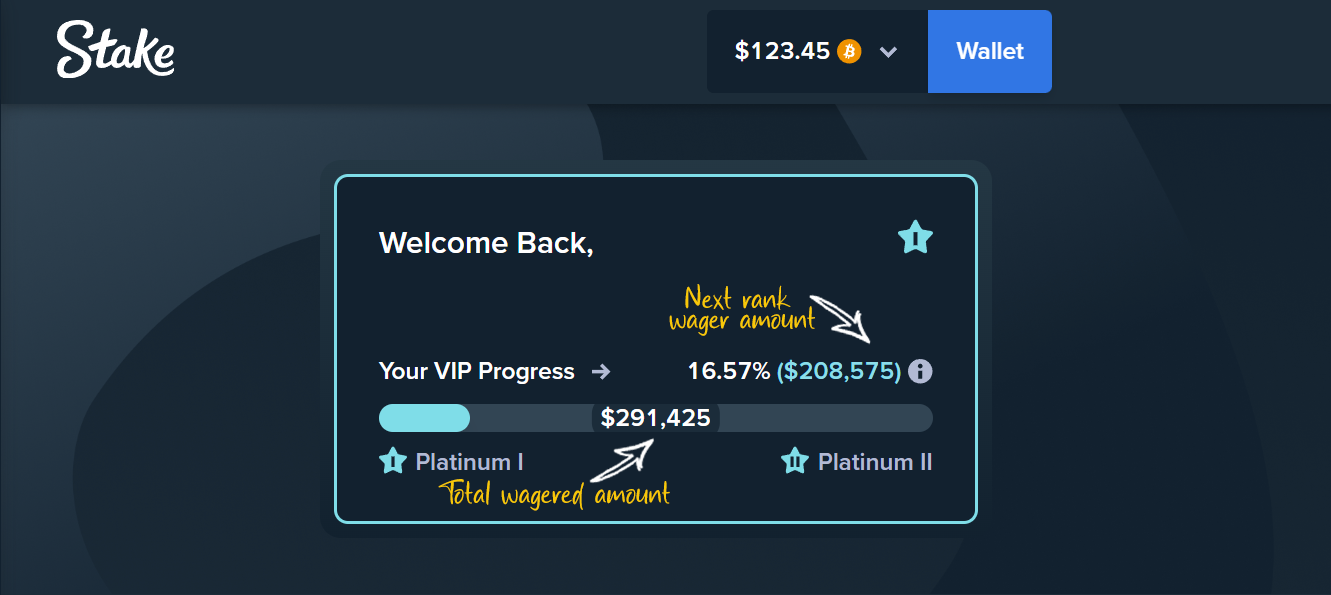 Stake
$123.45
Wallet
Welcome Back,
I
Next rank
wager amount
Your VIP Progress
16.57% ($208,575)
$291,425
I Platinum I
II Platinum II
Total wagered amount